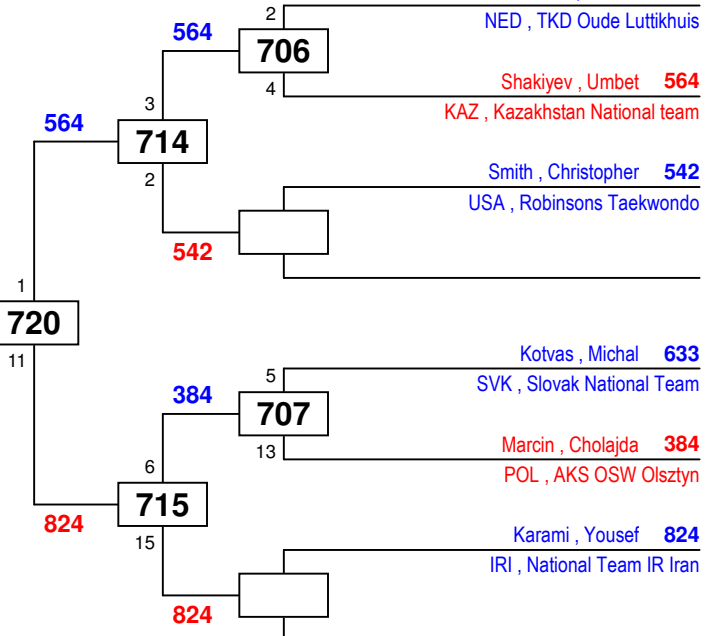 2
564
NED , TKD Oude Luttikhuis
706
Shakiyev , Umbet 564
4
3
KAZ , Kazakhstan National team
564
714
Smith , Christopher 542
2
USA , Robinsons Taekwondo
542
1
720
Kotvas , Michal 633
11
5
SVK , Slovak National Team
384
707
Marcin , Cholajda 384
13
6
POL , AKS OSW Olsztyn
715
824
Karami , Yousef 824
15
IRI , National Team IR Iran
824